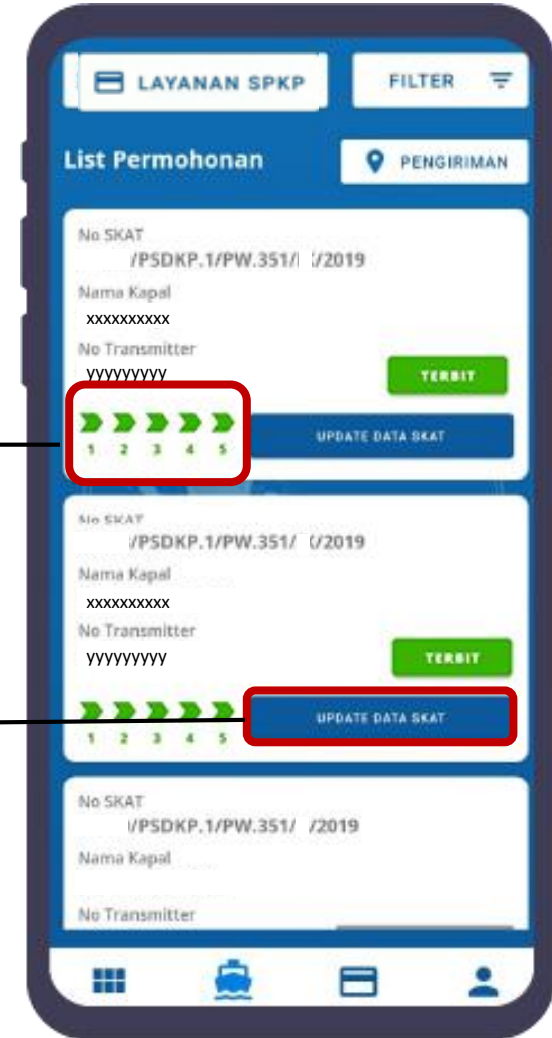 LAYANAN SPKP
FILTER
List Permohonan
PENGIRIMAN
No SKAT
/PSDKP.1/PW.351/ /2019
Nama Kapal
xxxxxxxxxx
No Transmitter
yyyyyyyyy
TERBIT
1 2 3 4 5
UPDATE DATA SKAT
No SKAT
/PSDKP.1/PW.351/ /2019
Nama Kapal
xxxxxxxxxx
No Transmitter
yyyyyyyyy
TERBIT
1 2 3 4 5
UPDATE DATA SKAT
No SKAT
/PSDKP.1/PW.351/ /2019
Nama Kapal
No Transmitter